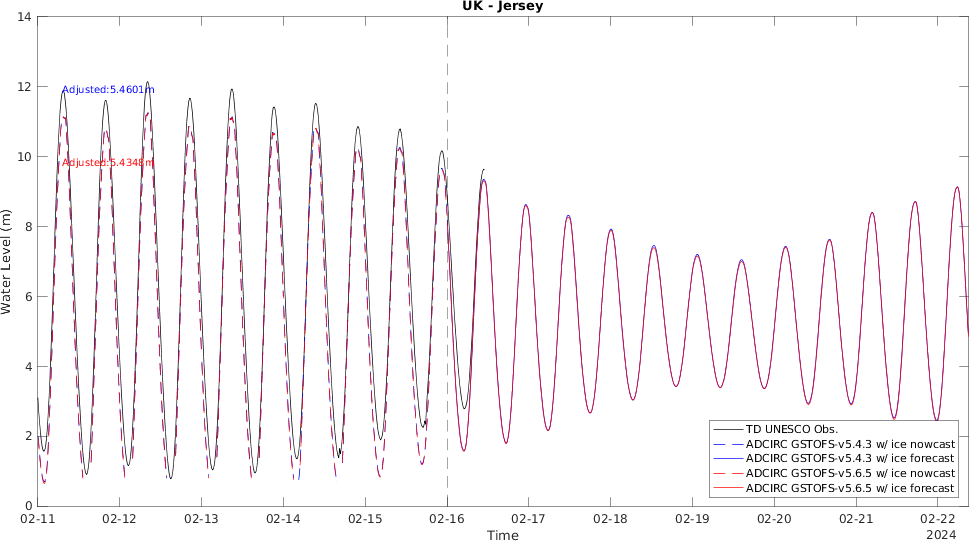 UK - Jersey
14
12
10
8
6
4
2
0
Water Level (m)
Adjusted:5.4601m
Adjusted:5.4348m
TD UNESCO Obs.
ADCIRC GSTOFS-v5.4.3 w/ ice nowcast
ADCIRC GSTOFS-v5.4.3 w/ ice forecast
ADCIRC GSTOFS-v5.6.5 w/ ice nowcast
ADCIRC GSTOFS-v5.6.5 w/ ice forecast
02-11 02-12 02-13 02-14 02-15 02-16 02-17 02-18 02-19 02-20 02-21 02-22
Time
2024